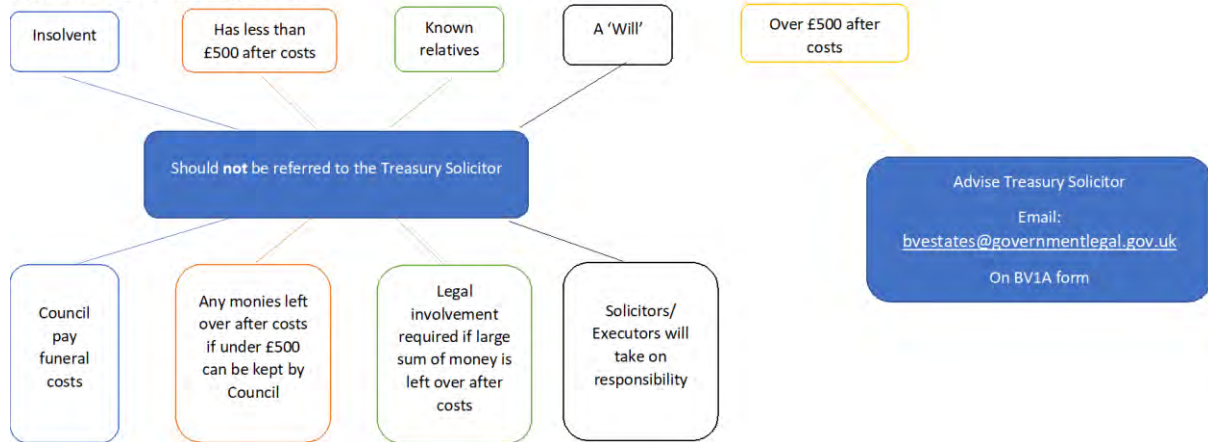 Insolvent
Has less than
£500 after costs
Known
relatives
A ‘Will’
Over £500 after
costs
Should not be referred to the Treasury Solicitor
Advise Treasury Solicitor
Email:
bvestates@governmentlegal.gov.uk
On BV1A form
Council
pay
funeral
costs
Any monies left
over after costs
if under £500
can be kept by
Council
Legal
involvement
required if large
sum of money is
left over after
costs
Solicitors/
Executors will
take on
responsibility